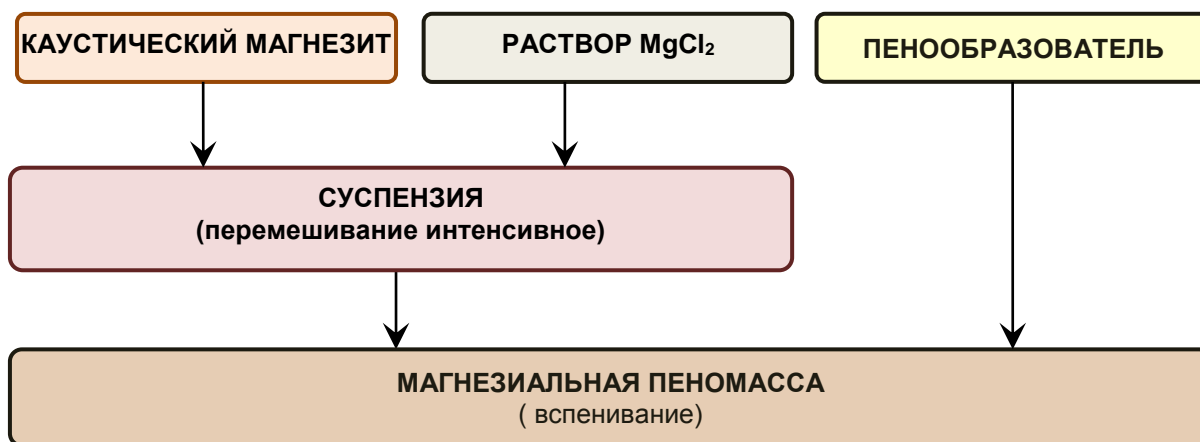 КАУСТИЧЕСКИЙ МАГНЕЗИТ
РАСТВОР MgCl₂
ПЕНООБРАЗОВАТЕЛЬ
СУСПЕНЗИЯ
(перемешивание интенсивное)
МАГНЕЗИАЛЬНАЯ ПЕНОМАССА
( вспенивание)